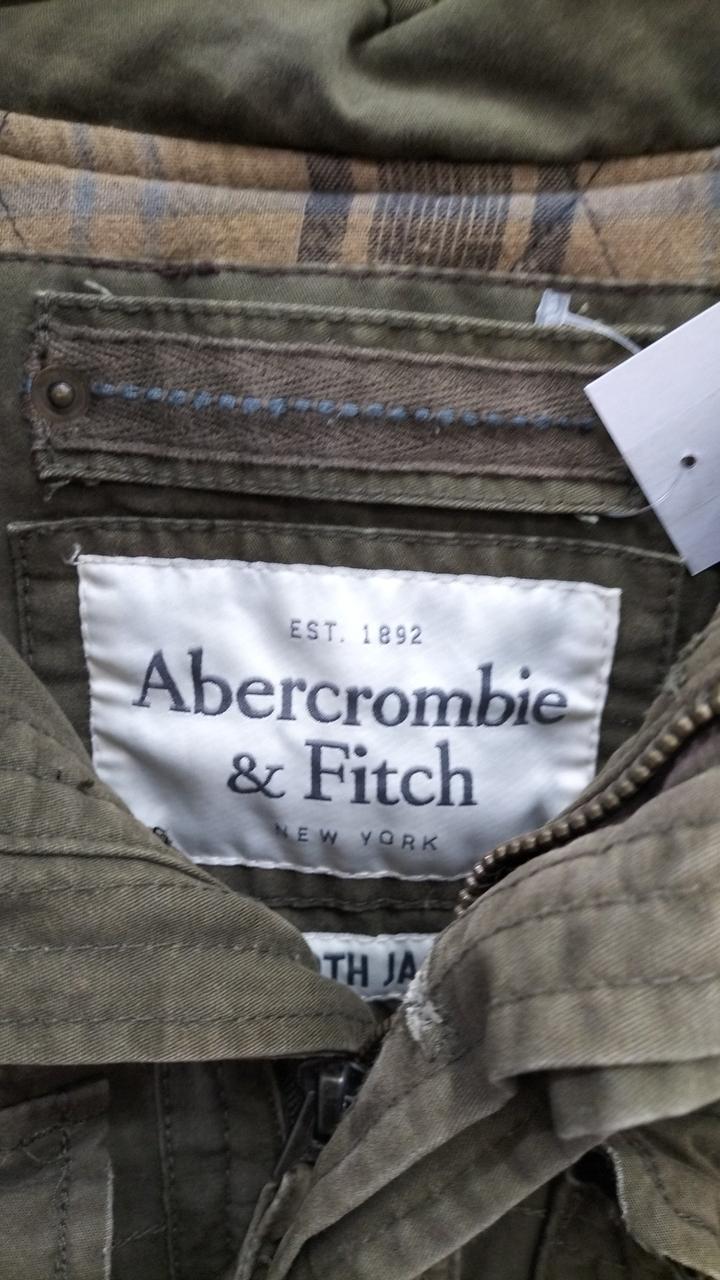 EST. 1892
Abercrombie
& Fitch
NEW YORK